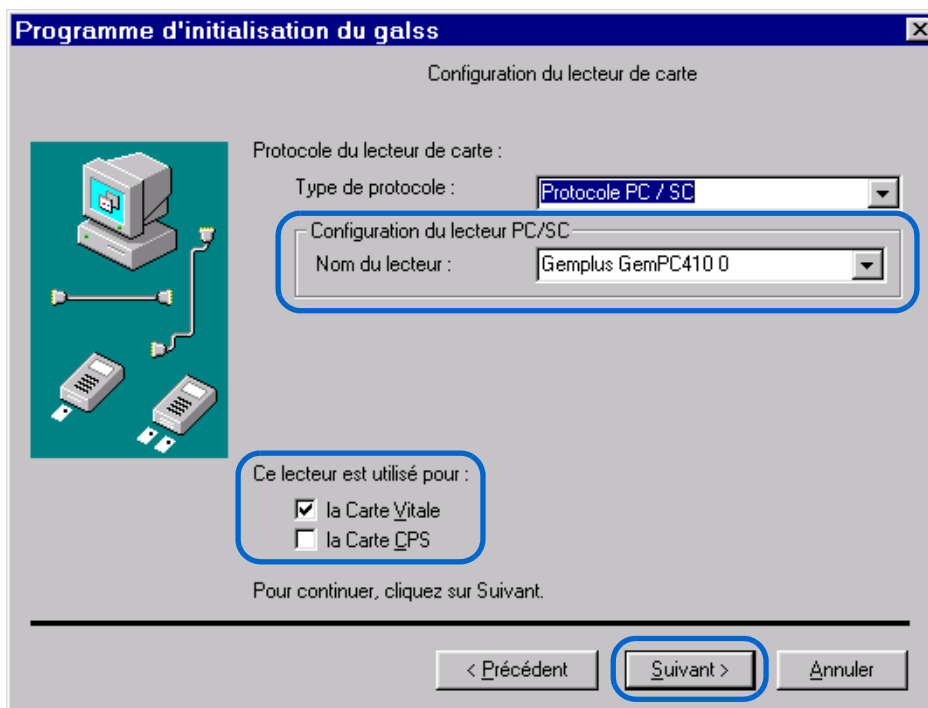 Programme d'initialisation du galss
Configuration du lecteur de carte
Protocole du lecteur de carte :
Type de protocole :
Protocole PC / SC
Configuration du lecteur PC/SC
Nom du lecteur :
Gemplus GemPC410 0
Ce lecteur est utilisé pour :
la Carte Vitale
la Carte CPS
Pour continuer, cliquez sur Suivant.
< Précédent
Suivant >
Annuler